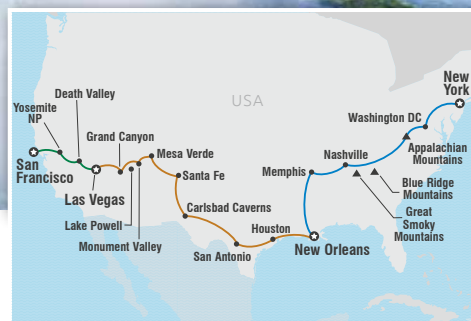 New
York
USA
Death Valley
Washington DC
Yosemite
NP
Grand Canyon
Mesa Verde
Nashville
Appalachian
Mountains
San
Francisco
Santa Fe
Memphis
Las Vegas
Blue Ridge
Mountains
Carlsbad Caverns
Great
Smoky
Mountains
Lake Powell
Houston
Monument Valley
San Antonio
New Orleans